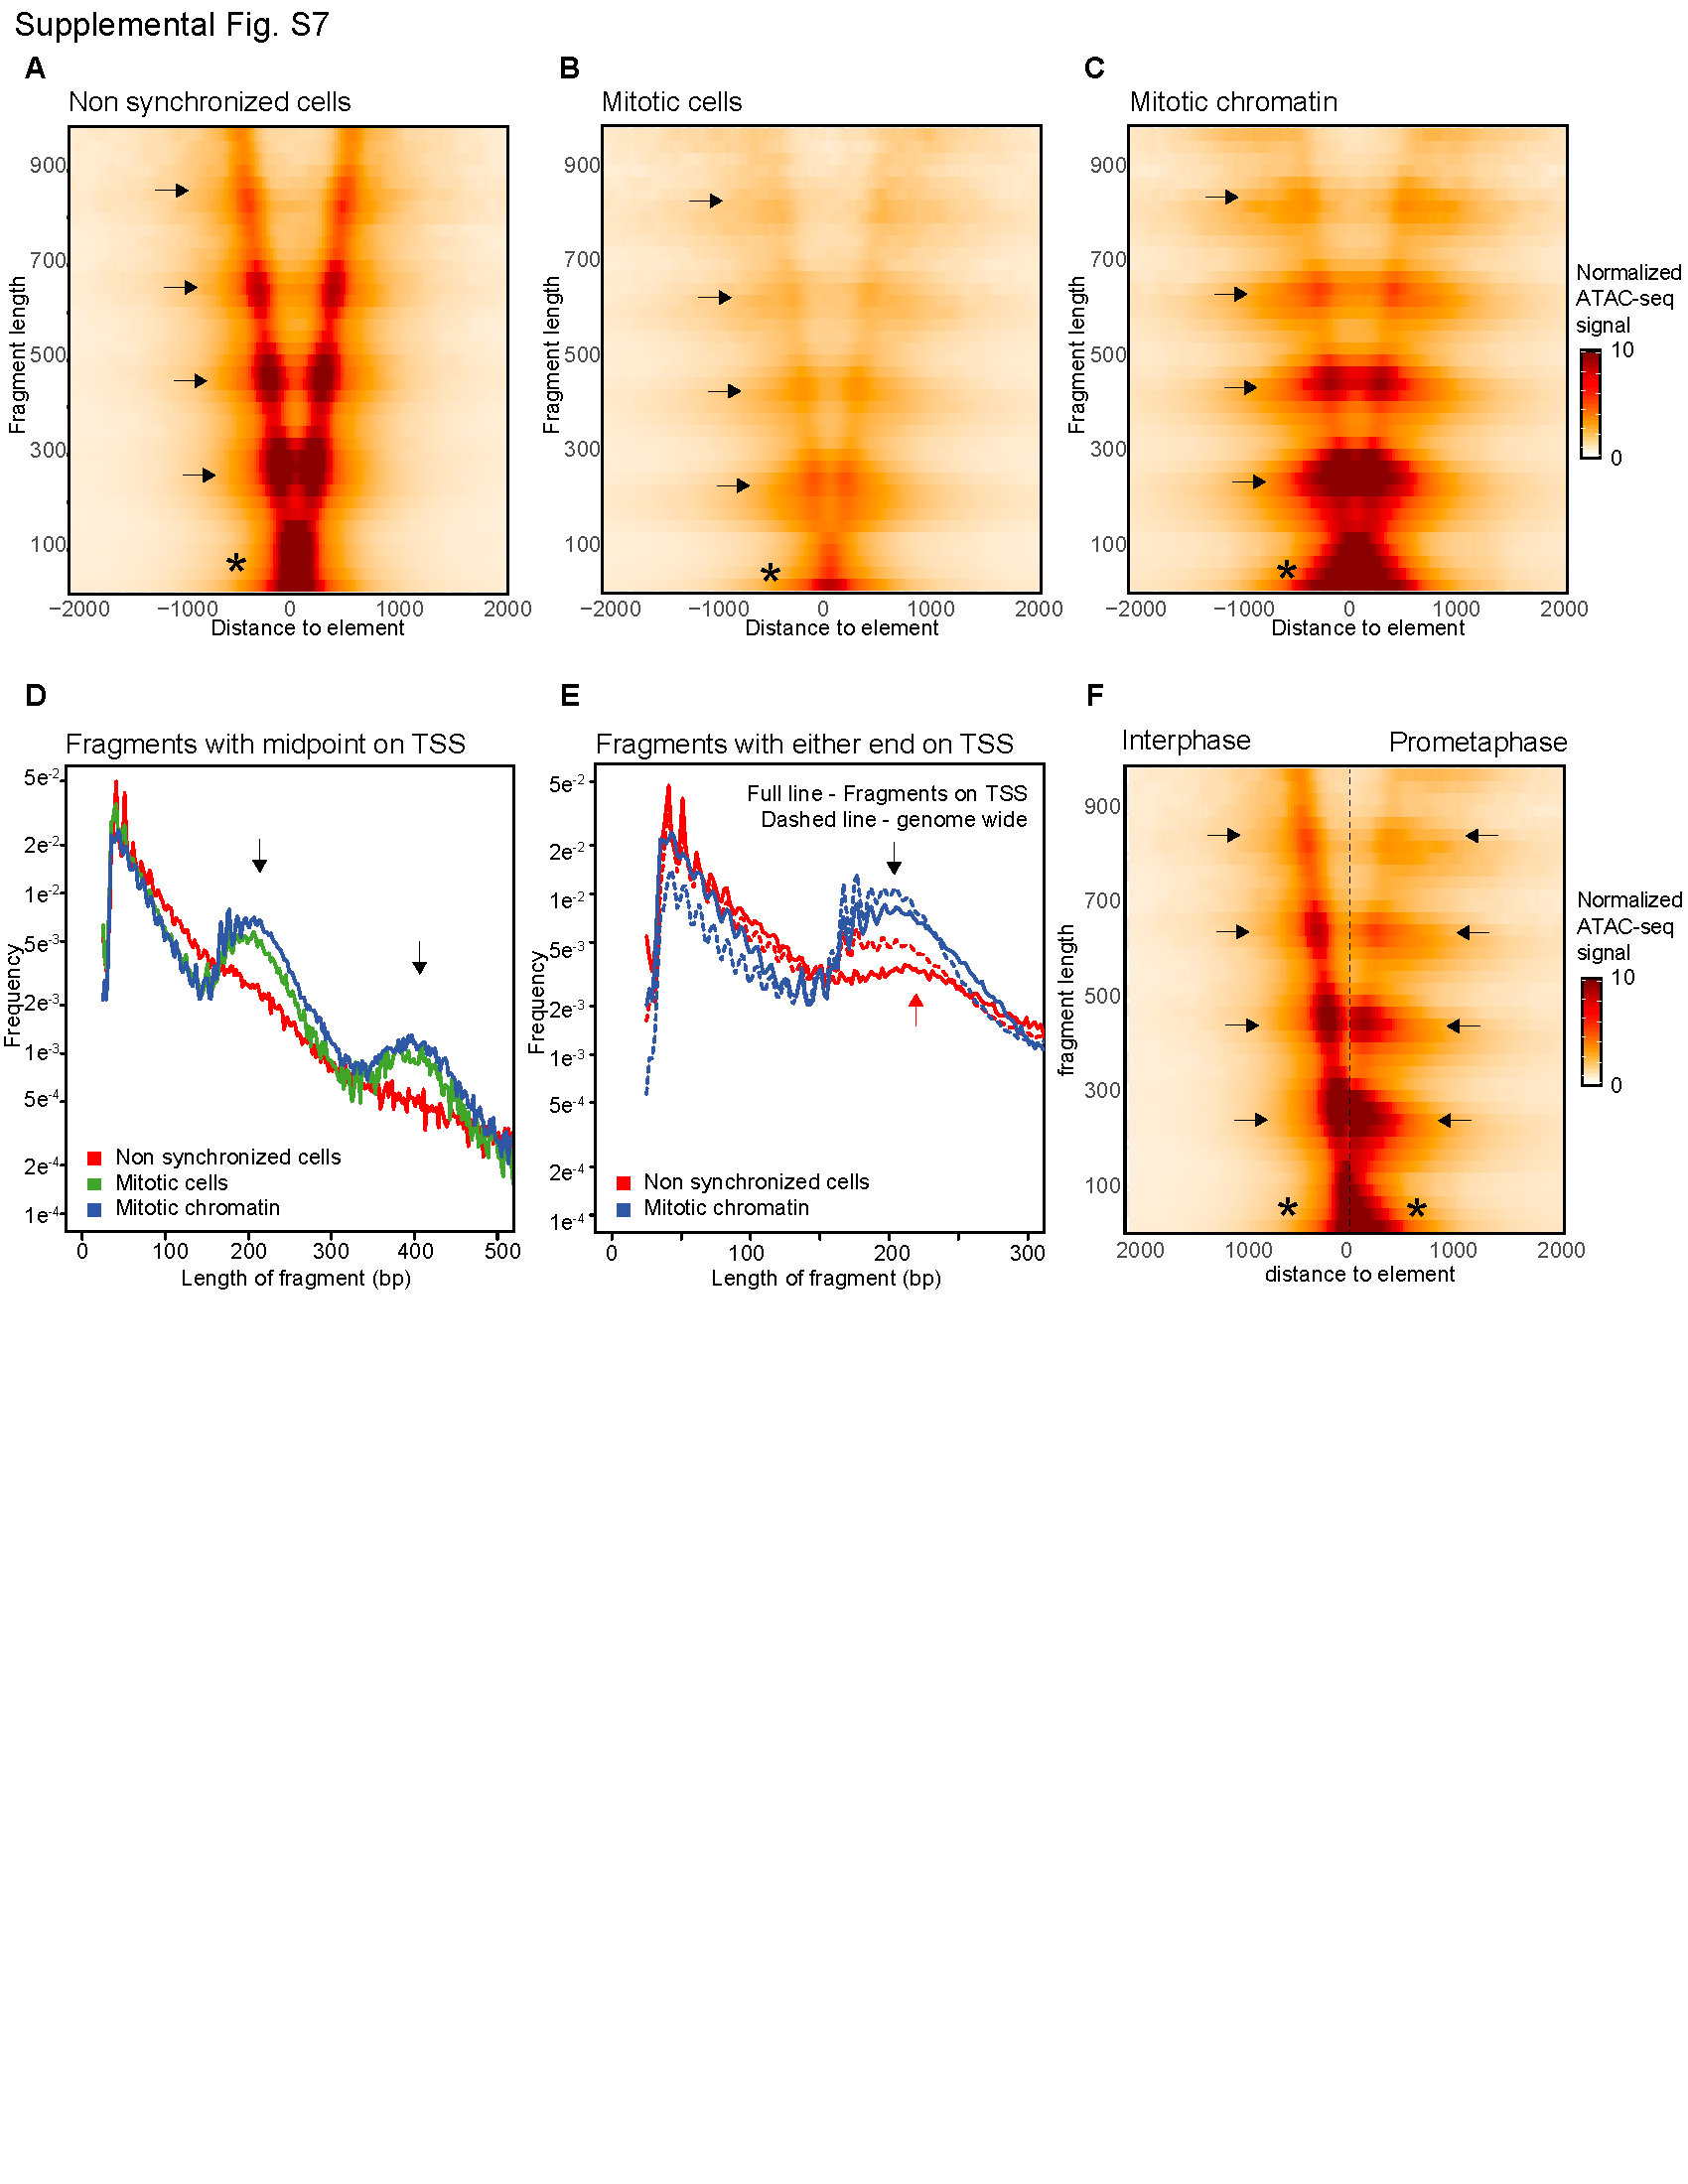 Supplemental Fig. S7
A
Non synchronized cells
Fragment length
900
700
500
300
100
−2000 −1000 0 1000 2000
Distance to element
*
B
Mitotic cells
Fragment length
900
700
500
300
100
−2000 −1000 0 1000 2000
Distance to element
*
C
Mitotic chromatin
Fragment length
900
700
500
300
100
−2000 −1000 0 1000 2000
Distance to element
*
Normalized
ATAC-seq
signal
10
0
D
Fragments with midpoint on TSS
Frequency
5e-2
2e-2
1e-2
5e-3
2e-3
1e-3
5e-4
2e-4
1e-4
Non synchronized cells
Mitotic cells
Mitotic chromatin
0 100 200 300 400 500
Length of fragment (bp)
E
Fragments with either end on TSS
Full line - Fragments on TSS
Dashed line - genome wide
Frequency
5e-2
2e-2
1e-2
5e-3
2e-3
1e-3
5e-4
2e-4
1e-4
Non synchronized cells
Mitotic chromatin
0 100 200 300
Length of fragment (bp)
F
Interphase Prometaphase
fragment length
900
700
500
300
100
* *
2000 1000 0 1000 2000
distance to element
Normalized
ATAC-seq
signal
10
0